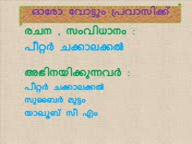 ഓരോ വോട്ടും പ്രവാസിക്ക്
രചന , സംവിധാനം :
പീറ്റർ ചക്കാലക്കൽ
അഭിനയിക്കുന്നവർ :
പീറ്റർ ചക്കാലക്കൽ
സുബൈർ മുട്ടം
യാഖൂബ് സി എം